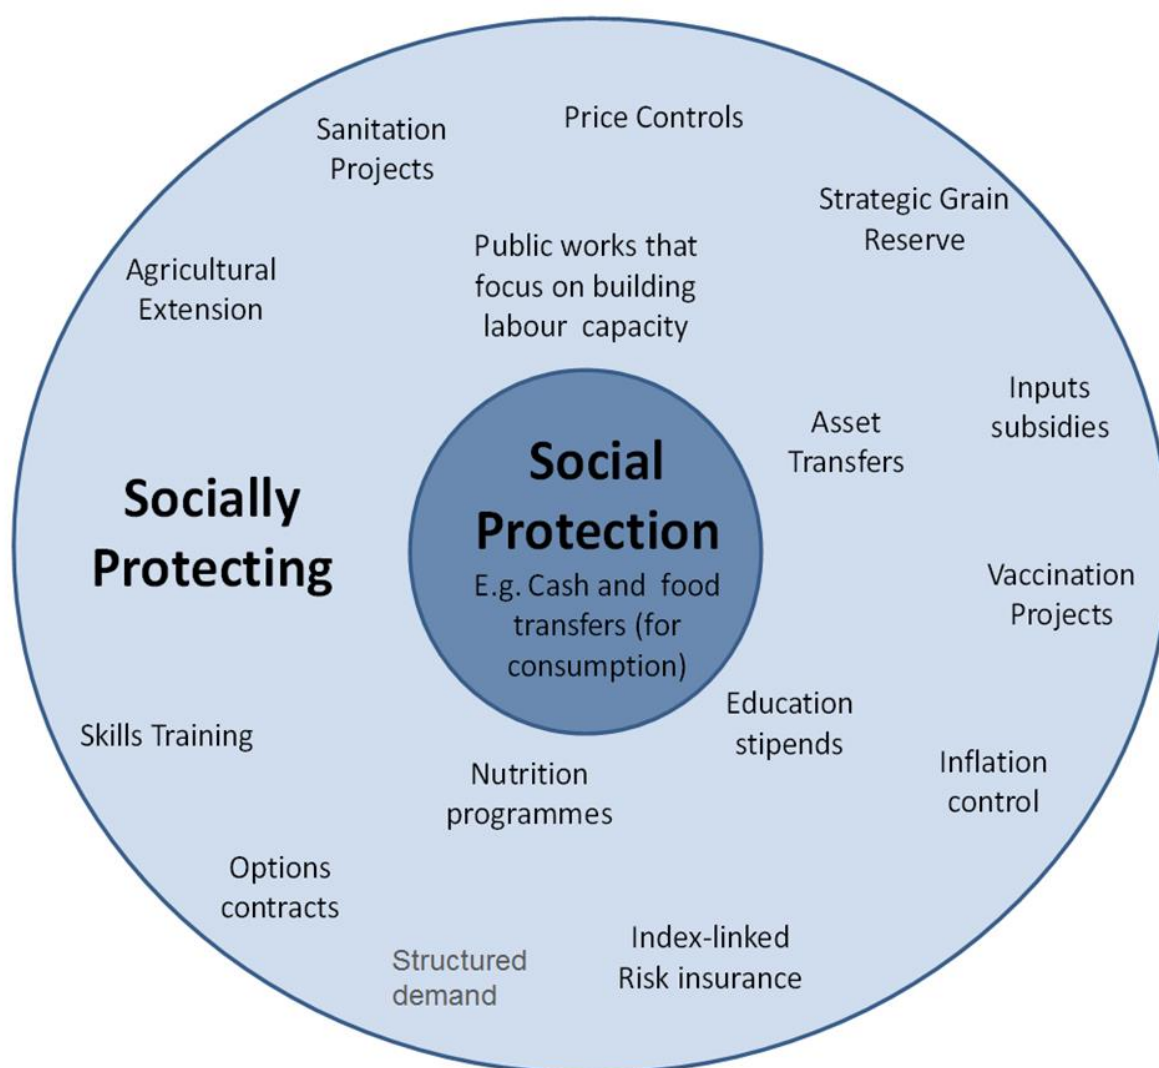 Sanitation
Projects
Price Controls
Strategic Grain
Reserve
Agricultural
Extension
Public works that
focus on building
labour capacity
Inputs
subsidies
Asset
Transfers
Socially
Protecting
Social
Protection
E.g. Cash and food
transfers (for
consumption)
Vaccination
Projects
Education
stipends
Skills Training
Nutrition
programmes
Inflation
control
Options
contracts
Structured
demand
Index-linked
Risk insurance